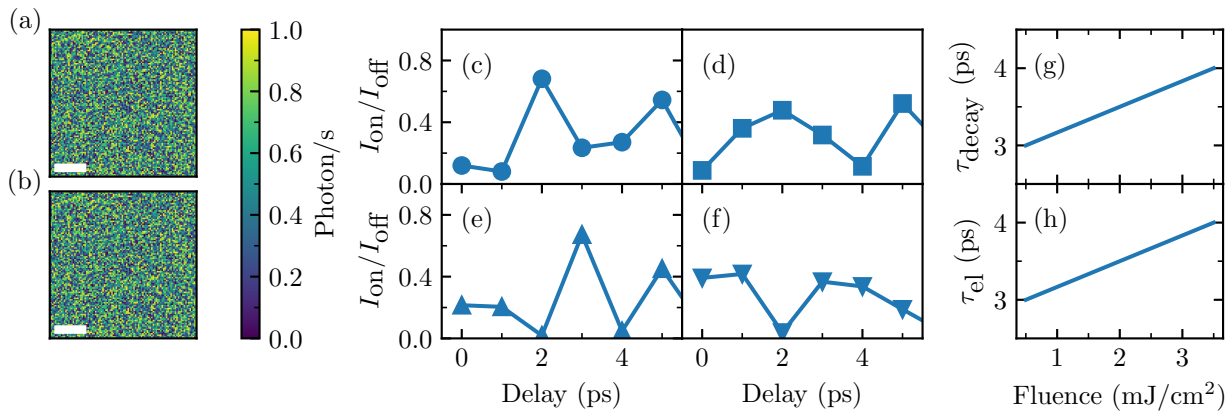 (a)
(b)
1.0
0.8
0.6
0.4
0.2
0.0
Photon/s
I_on/I_off
0.8
0.4
0.0
(c)
(d)
I_on/I_off
0.8
0.4
0.0
(e)
(f)
0 2 4
0 2 4
Delay (ps)
Delay (ps)
τ_decay (ps)
4
3
(g)
τ_el (ps)
4
3
(h)
1 2 3
Fluence (mJ/cm²)